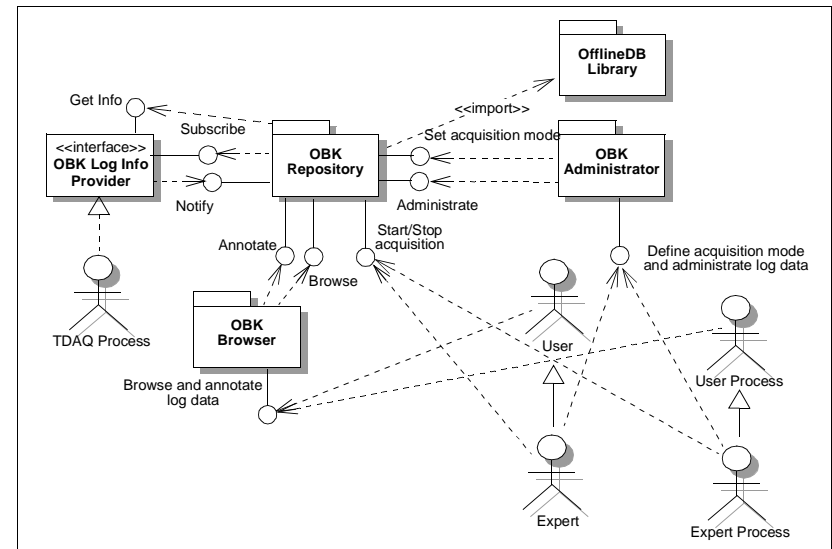 OfflineDB
Library
Get Info
<<import>>
Subscribe
Set acquisition mode
<<interface>>
OBK Log Info
Provider
OBK
Repository
OBK
Administrator
Notify
Administrate
Annotate
Start/Stop
acquisition
Browse
Define acquisition mode
and administrate log data
TDAQ Process
OBK
Browser
User
User Process
Browse and annotate
log data
Expert
Expert Process